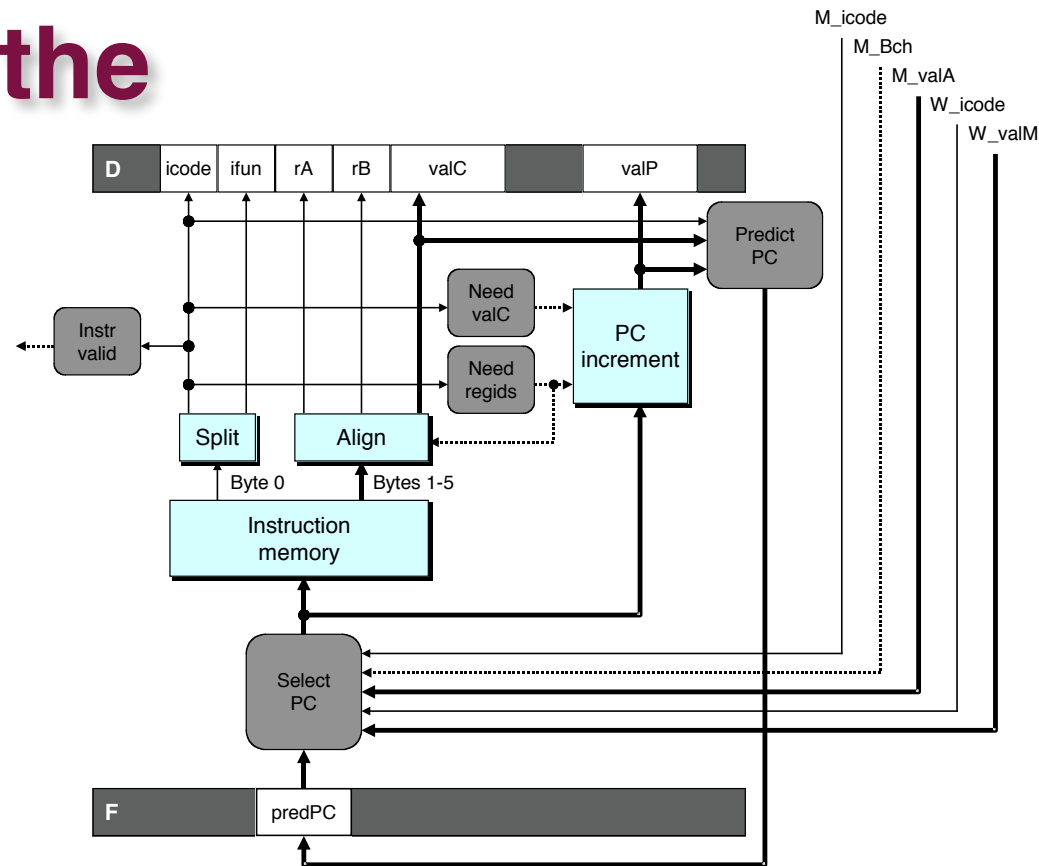 the
M_icode
M_Bch
M_valA
W_icode
W_valM
D icode ifun rA rB valC valP
Predict
PC
Need
valC
Instr
valid
PC
increment
Need
regids
Split
Align
Byte 0
Bytes 1-5
Instruction
memory
Select
PC
F predPC